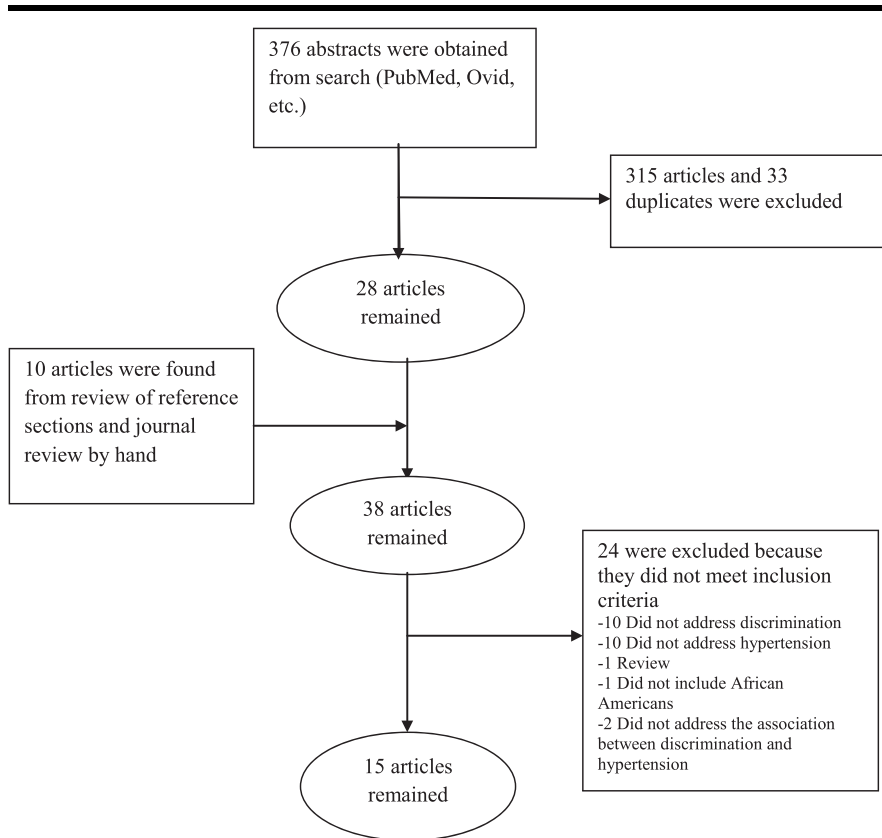 376 abstracts were obtained
from search (PubMed, Ovid,
etc.)
315 articles and 33
duplicates were excluded
28 articles
remained
10 articles were found
from review of reference
sections and journal
review by hand
38 articles
remained
24 were excluded because
they did not meet inclusion
criteria
-10 Did not address discrimination
-10 Did not address hypertension
-1 Review
-1 Did not include African
Americans
-2 Did not address the association
between discrimination and
hypertension
15 articles
remained